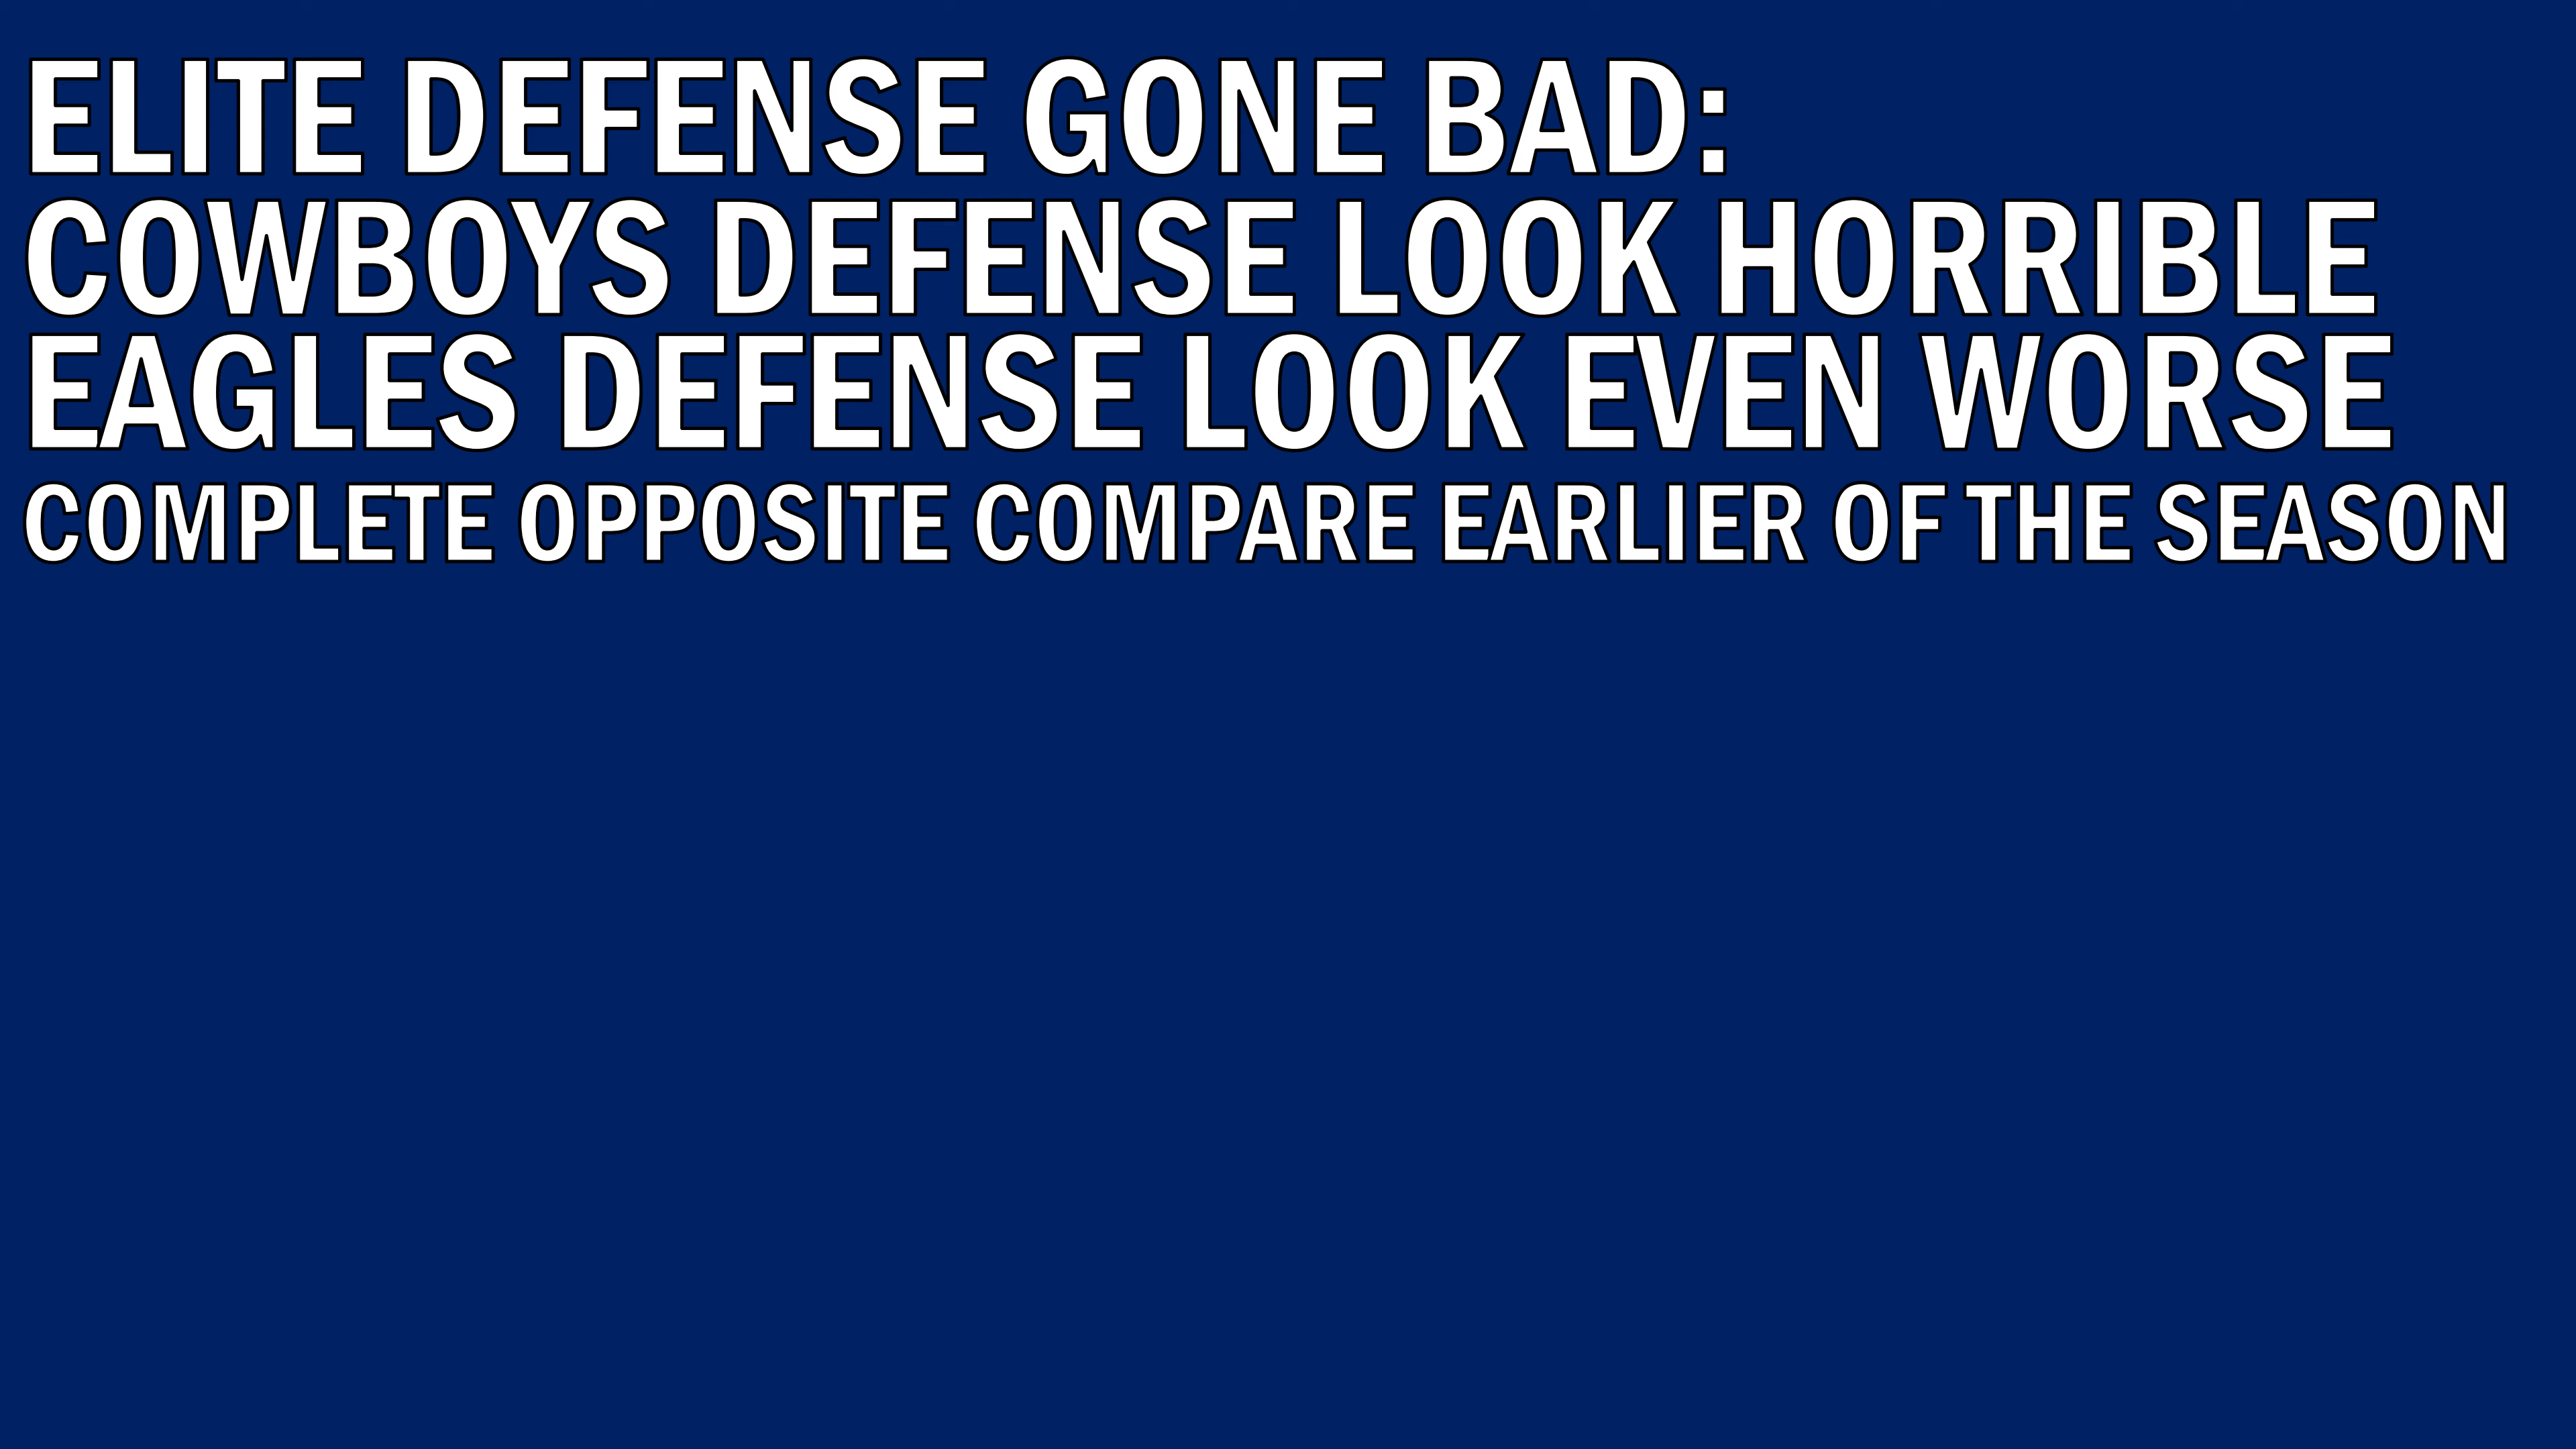 ELITE DEFENSE GONE BAD:
COWBOYS DEFENSE LOOK HORRIBLE
EAGLES DEFENSE LOOK EVEN WORSE
COMPLETE OPPOSITE COMPARE EARLIER OF THE SEASON